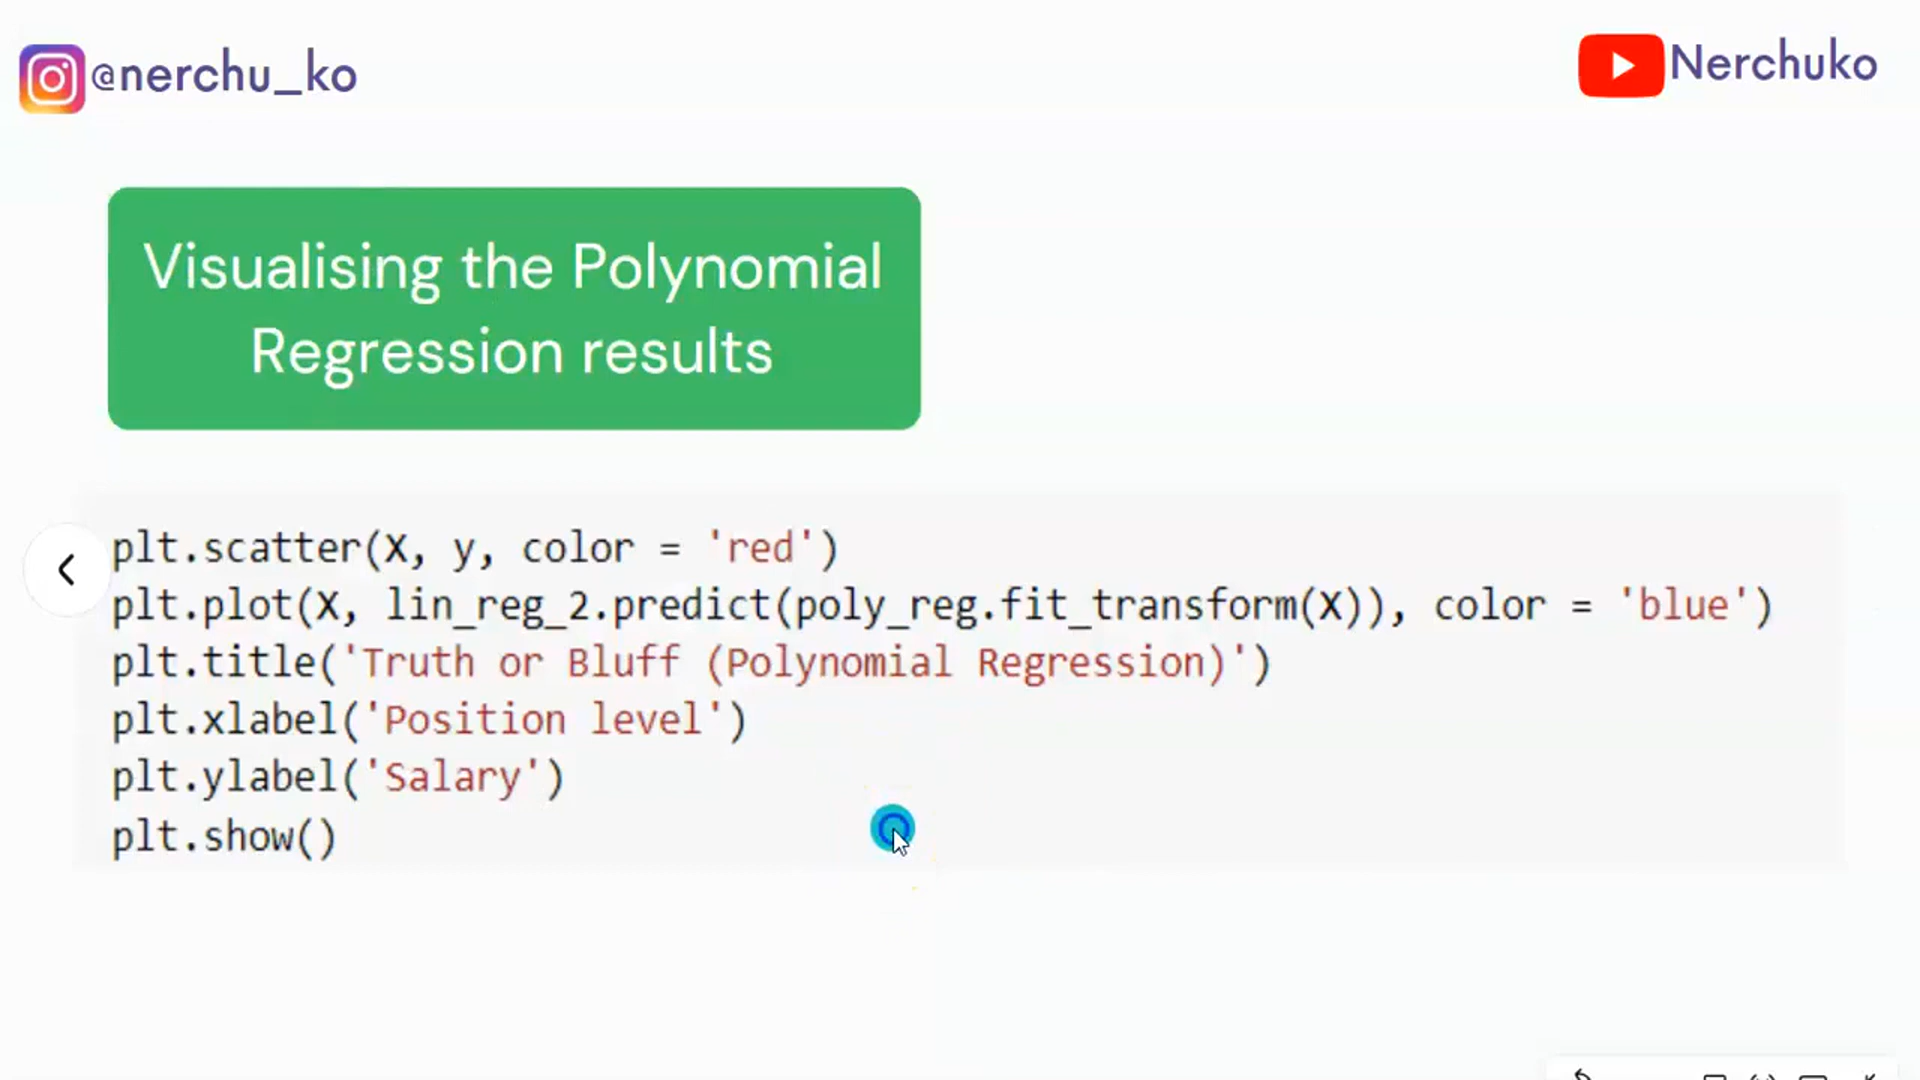 @nerchu_ko
Nerchuko
Visualising the Polynomial
Regression results
plt.scatter(X, y, color = 'red')
plt.plot(X, lin_reg_2.predict(poly_reg.fit_transform(X)), color = 'blue')
plt.title('Truth or Bluff (Polynomial Regression)')
plt.xlabel('Position level')
plt.ylabel('Salary')
plt.show()